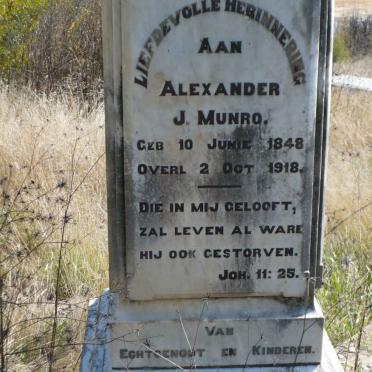 Liefdevolle Herinnering
Aan
Alexander
J. Munro.
Geb 10 Junie 1848
Overl 2 Oct 1918.
Die in mij gelooft,
zal leven al ware
hij ook gestorven.
Joh. 11: 25.
Van
Echtgenout en Kinderen.